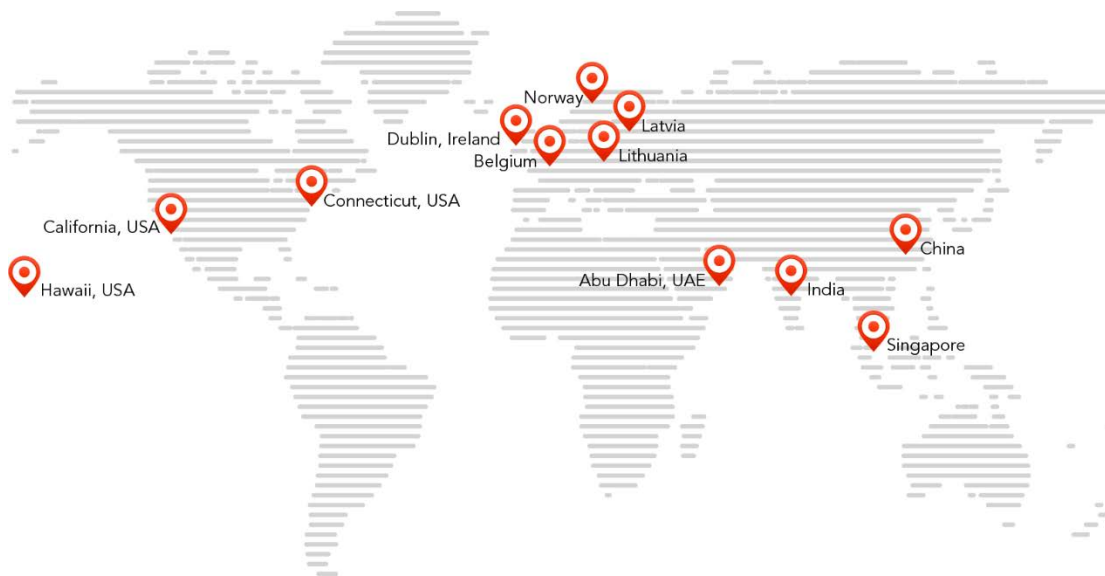 Norway
Latvia
Dublin, Ireland
Lithuania
Belgium
Connecticut, USA
California, USA
China
Abu Dhabi, UAE
India
Hawaii, USA
Singapore